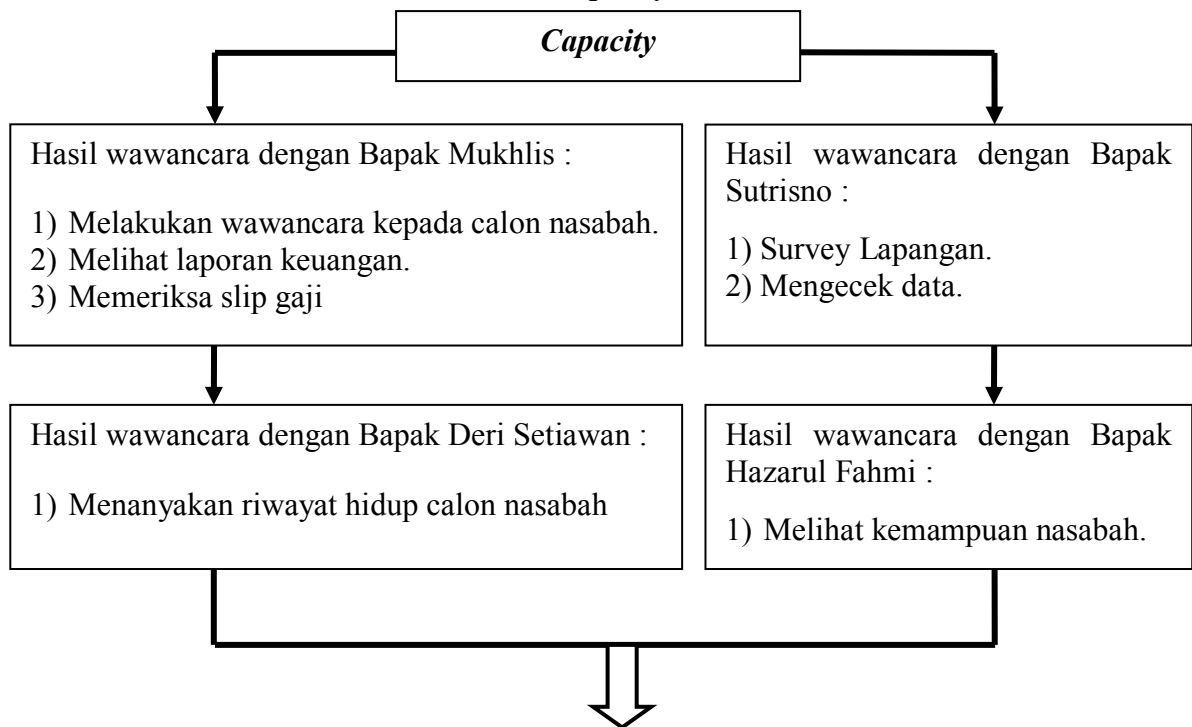 Capacity
Hasil wawancara dengan Bapak Mukhlis :
1) Melakukan wawancara kepada calon nasabah.
2) Melihat laporan keuangan.
3) Memeriksa slip gaji
Hasil wawancara dengan Bapak
Sutrisno :
1) Survey Lapangan.
2) Mengecek data.
Hasil wawancara dengan Bapak Deri Setiawan :
1) Menanyakan riwayat hidup calon nasabah
Hasil wawancara dengan Bapak
Hazarul Fahmi :
1) Melihat kemampuan nasabah.